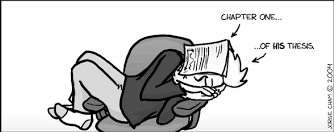 CHAPTER ONE...
...OF HIS THESIS.
JORGE CHAM © 2004